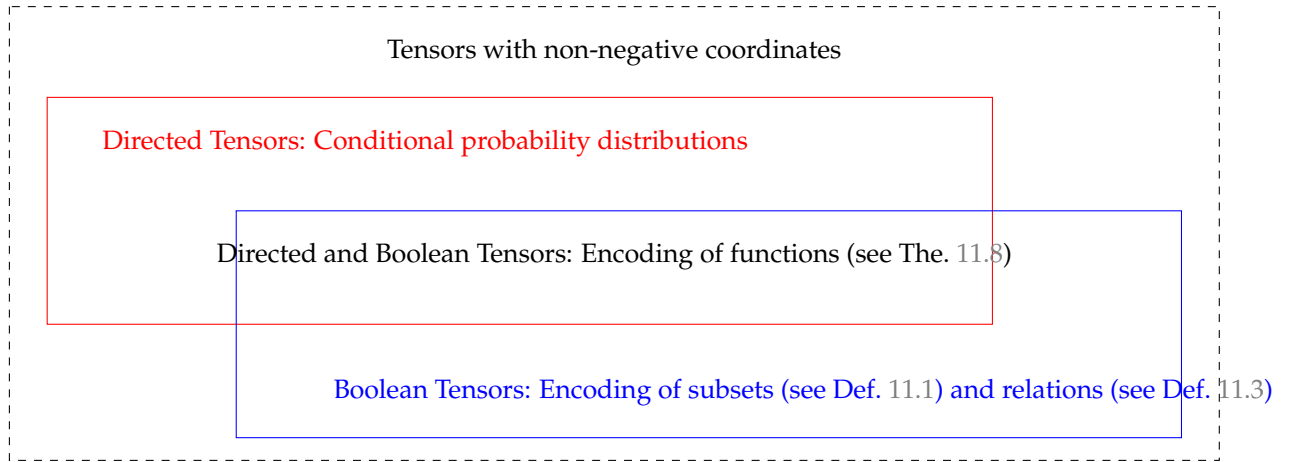 Tensors with non-negative coordinates
Directed Tensors: Conditional probability distributions
Directed and Boolean Tensors: Encoding of functions (see The. 11.8)
Boolean Tensors: Encoding of subsets (see Def. 11.1) and relations (see Def. 11.3)